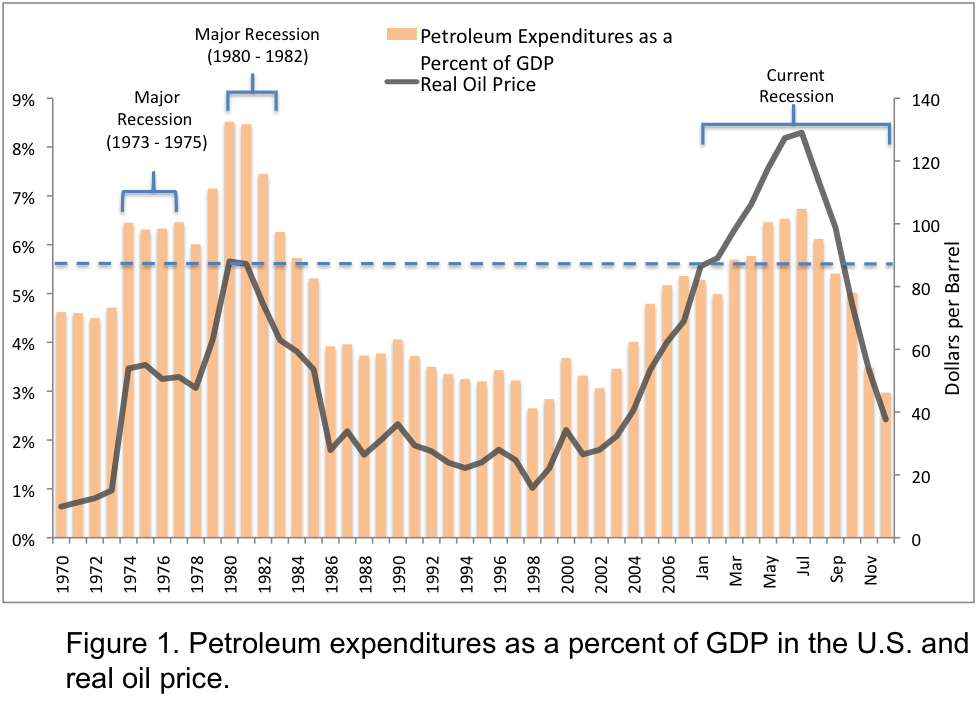 Major Recession
(1980 - 1982)
Petroleum Expenditures as a
Percent of GDP
Real Oil Price
Major
Recession
(1973 - 1975)
Current
Recession
9%
8%
7%
6%
5%
4%
3%
2%
1%
0%
140
120
100
80
60
40
20
0
Dollars per Barrel
1970
1972
1974
1976
1978
1980
1982
1984
1986
1988
1990
1992
1994
1996
1998
2000
2002
2004
2006
Jan
Mar
May
Jul
Sep
Nov
Figure 1. Petroleum expenditures as a percent of GDP in the U.S. and
real oil price.